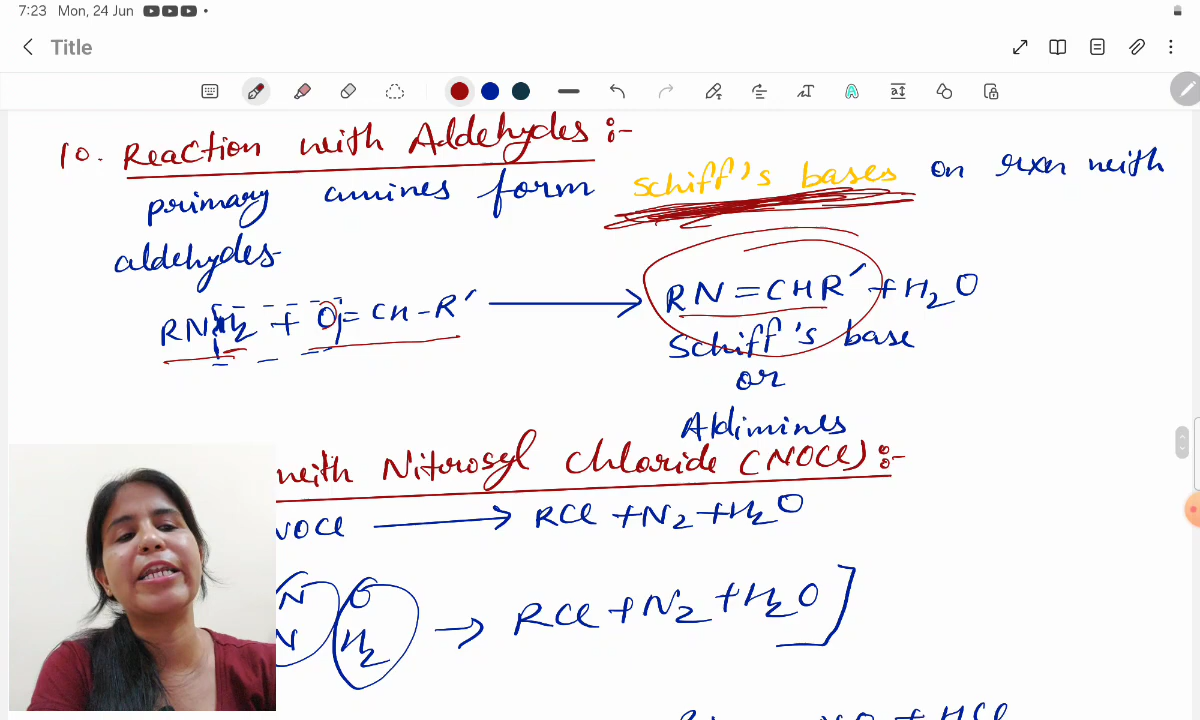 7:23 Mon, 24 Jun
Title
10. Reaction with Aldehydes :-
primary amines form Schiff's bases on rxn with
aldehydes
RNH2 + O = CH - R' → RN = CHR' + H2O
Schiff's base
or
Aldimines
with Nitrosyl Chloride (NOCl) :-
NOCl → RCl + N2 + H2O
N O
N H2 → RCl + N2 + H2O ]
+ HCl